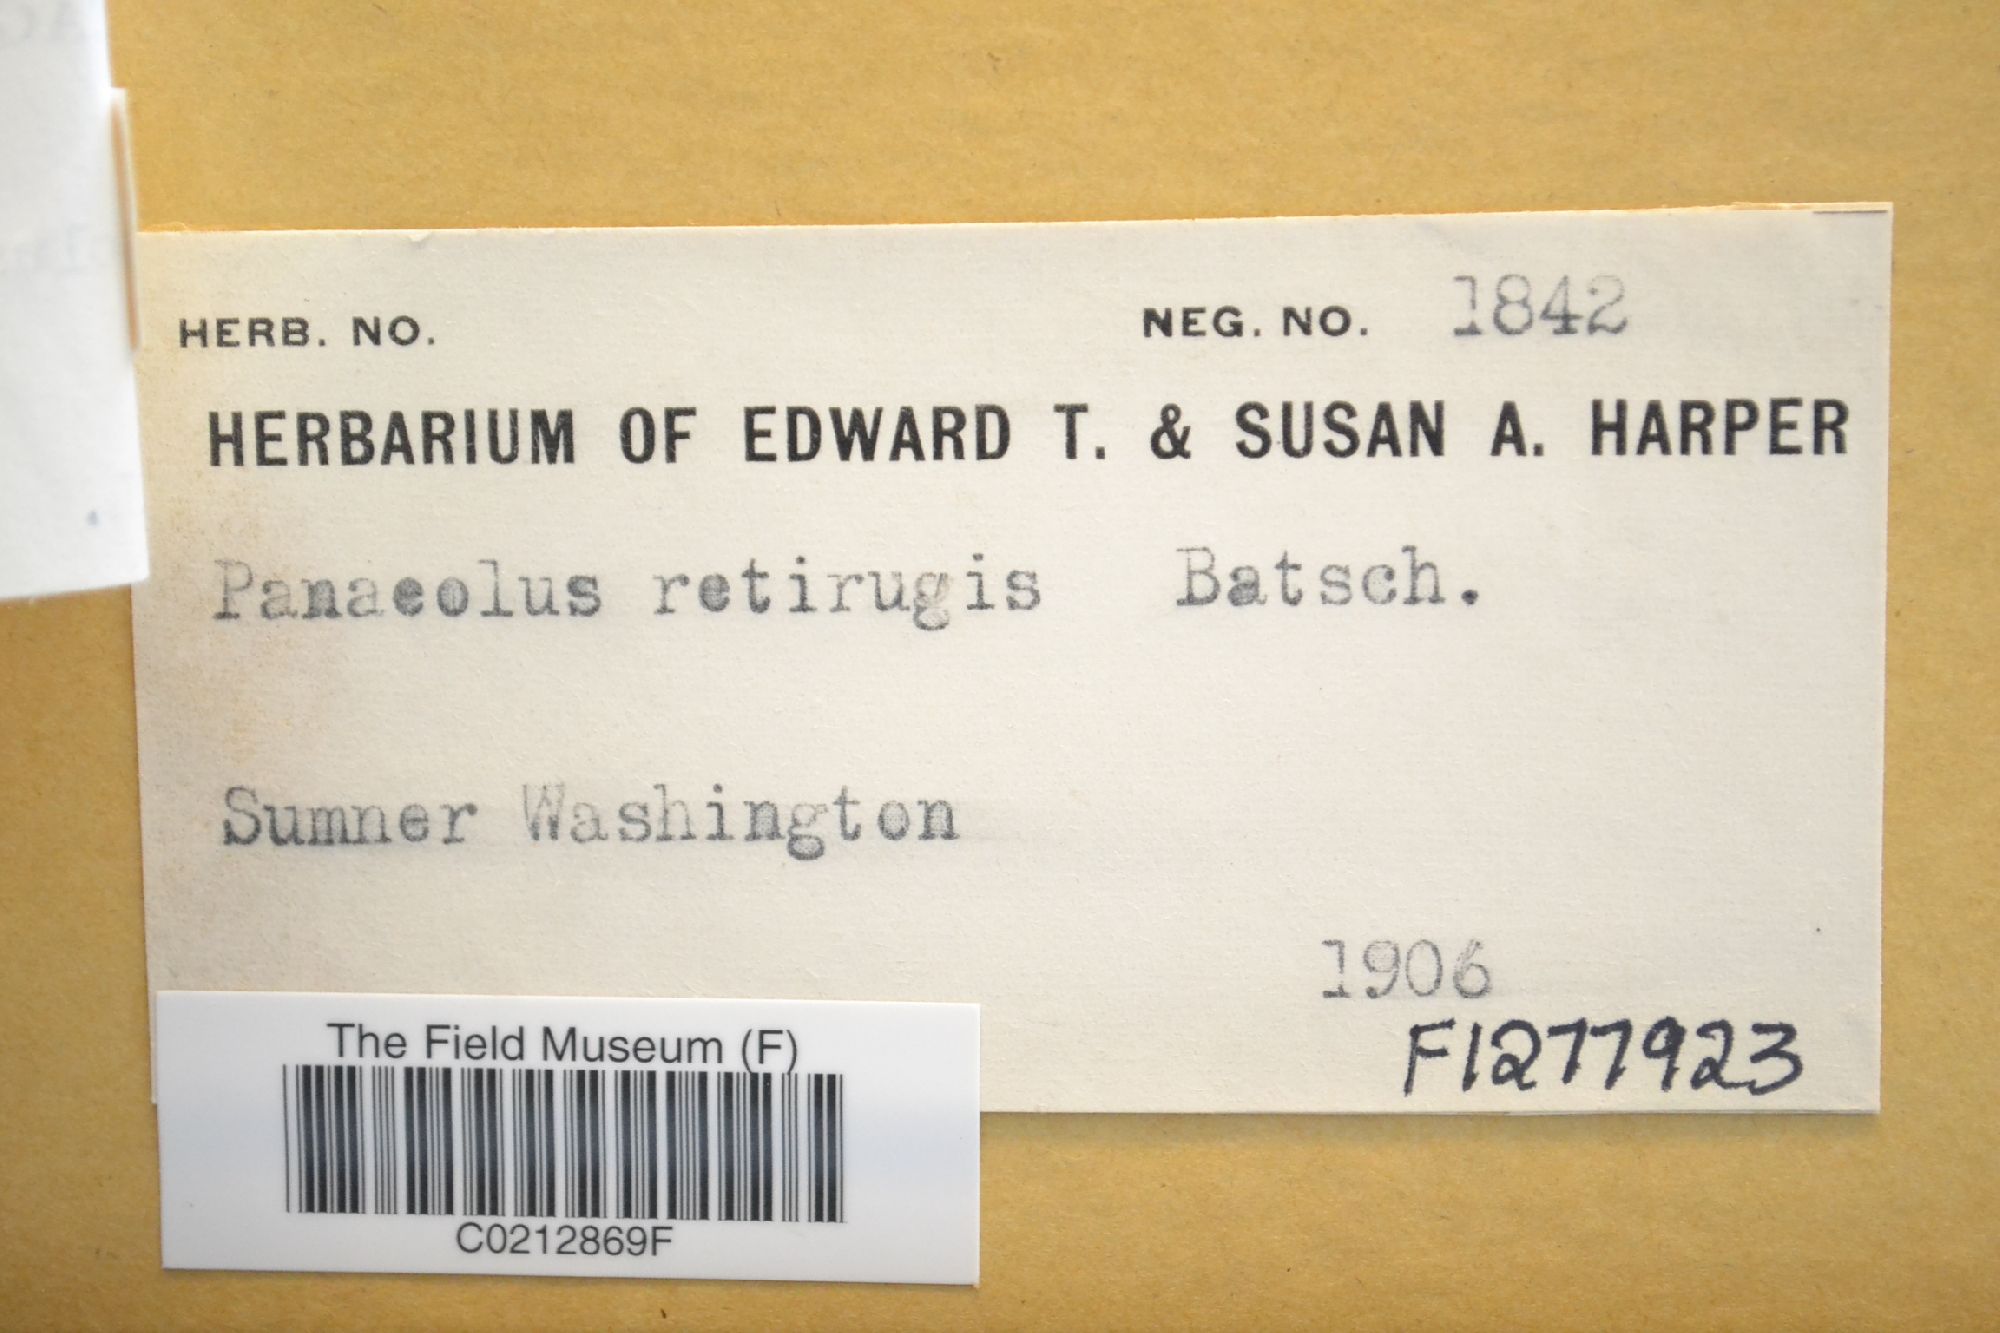 HERB. NO. NEG. NO. 1842
HERBARIUM OF EDWARD T. & SUSAN A. HARPER
Panaeolus retirugis Batsch.
Sumner Washington
1906
F1277923
The Field Museum (F)
C0212869F